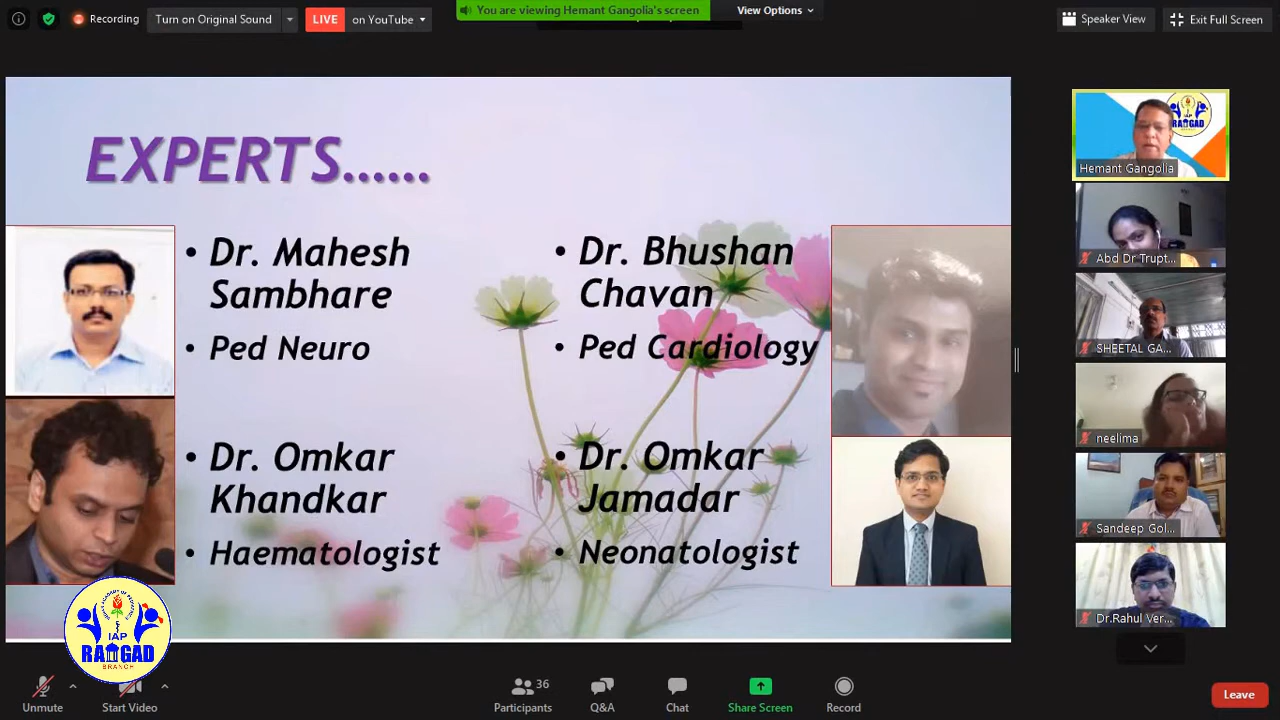 Recording
Turn on Original Sound
LIVE on YouTube
You are viewing Hemant Gangolia's screen
View Options
Speaker View
Exit Full Screen
EXPERTS......
• Dr. Mahesh
Sambhare
• Ped Neuro
• Dr. Bhushan
Chavan
• Ped Cardiology
• Dr. Omkar
Khandkar
• Haematologist
• Dr. Omkar
Jamadar
• Neonatologist
IAP
RAIGAD
BRANCH
RAIGAD
Hemant Gangolia
Abd Dr Trupt...
SHEETAL GA...
neelima
Sandeep Gol...
Dr.Rahul Ver...
Unmute
Start Video
36
Participants
Q&A
Chat
Share Screen
Record
Leave